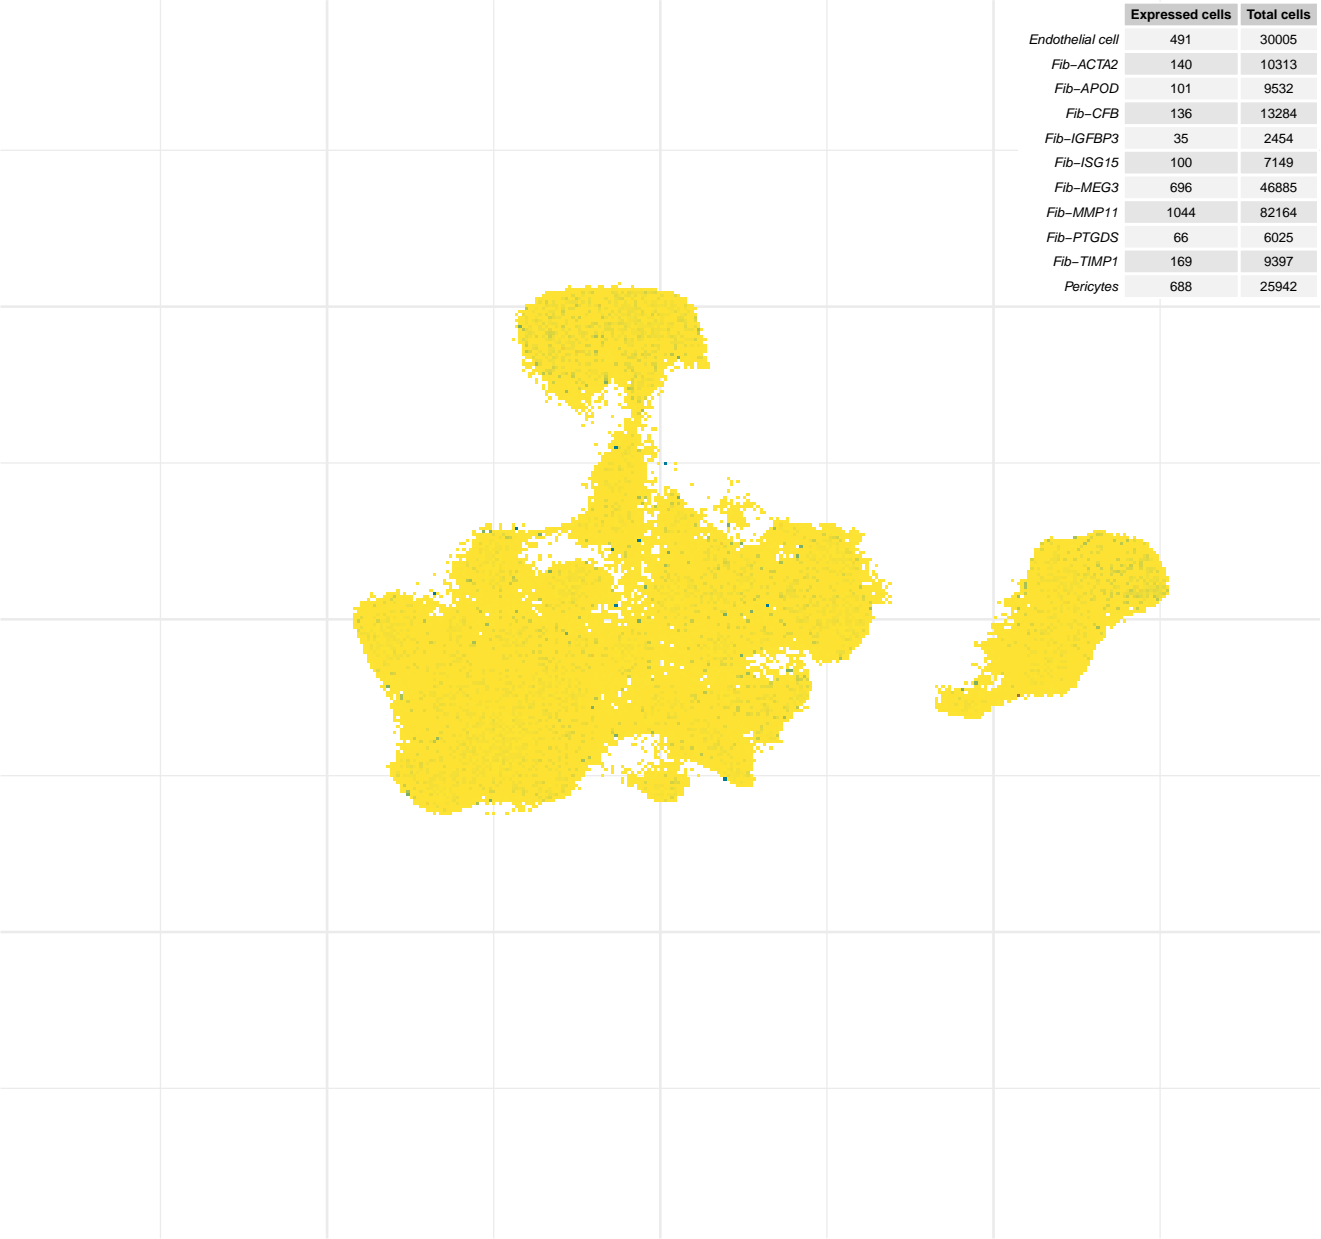 Expressed cells Total cells
Endothelial cell 491 30005
Fib−ACTA2 140 10313
Fib−APOD 101 9532
Fib−CFB 136 13284
Fib−IGFBP3 35 2454
Fib−ISG15 100 7149
Fib−MEG3 696 46885
Fib−MMP11 1044 82164
Fib−PTGDS 66 6025
Fib−TIMP1 169 9397
Pericytes 688 25942